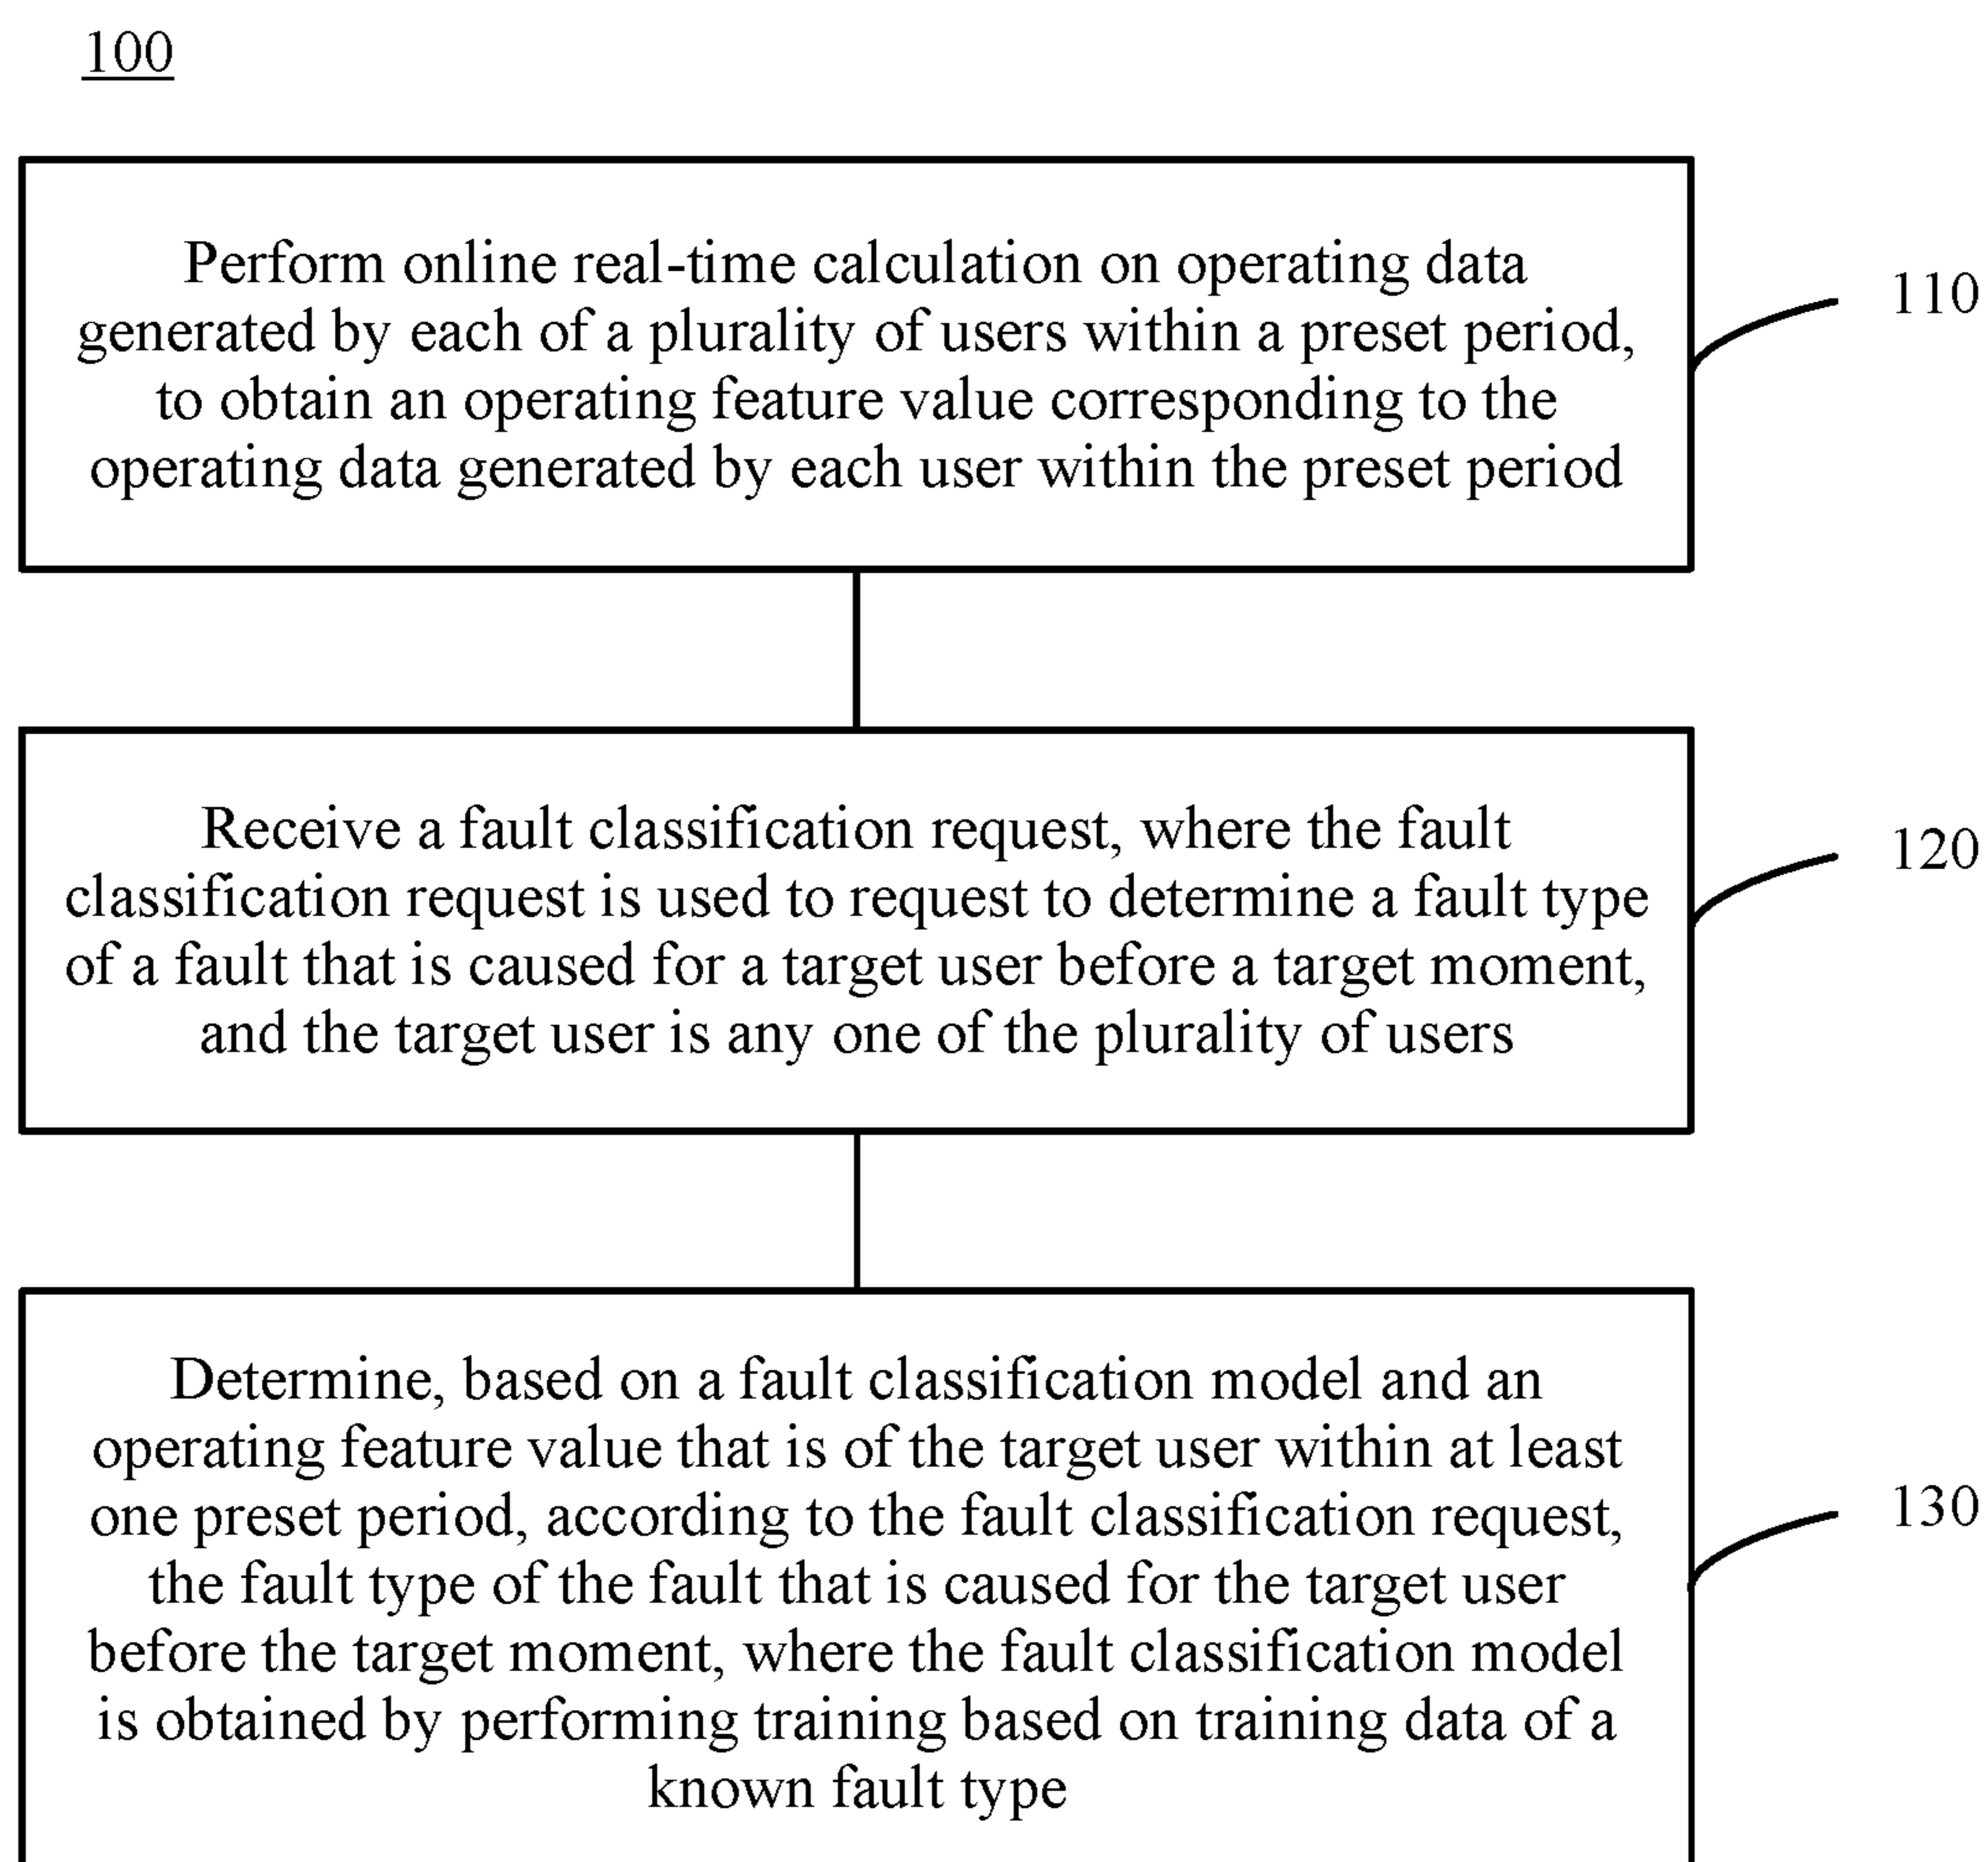 100
Perform online real-time calculation on operating data
generated by each of a plurality of users within a preset period,
to obtain an operating feature value corresponding to the
operating data generated by each user within the preset period
110
Receive a fault classification request, where the fault
classification request is used to request to determine a fault type
of a fault that is caused for a target user before a target moment,
and the target user is any one of the plurality of users
120
Determine, based on a fault classification model and an
operating feature value that is of the target user within at least
one preset period, according to the fault classification request,
the fault type of the fault that is caused for the target user
before the target moment, where the fault classification model
is obtained by performing training based on training data of a
known fault type
130